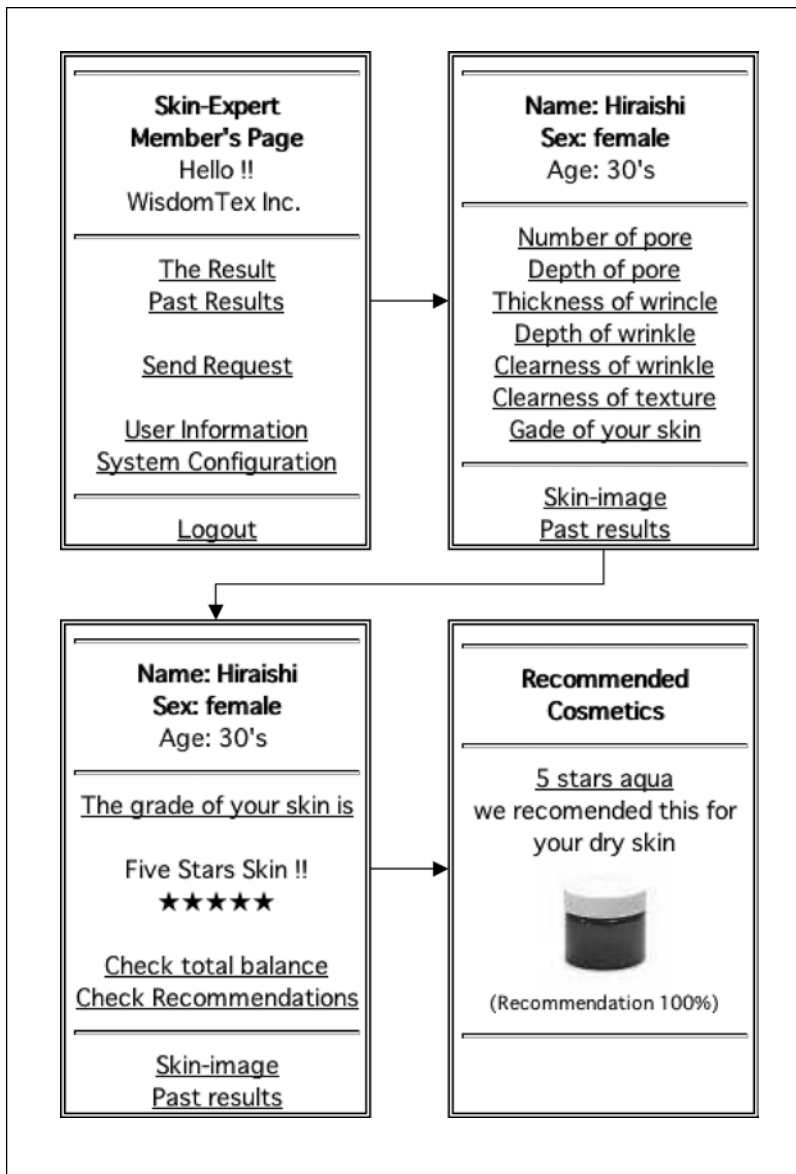 Skin-Expert
Member's Page
Hello !!
WisdomTex Inc.
The Result
Past Results
Send Request
User Information
System Configuration
Logout
Name: Hiraishi
Sex: female
Age: 30's
Number of pore
Depth of pore
Thickness of wrincle
Depth of wrinkle
Clearness of wrinkle
Clearness of texture
Gade of your skin
Skin-image
Past results
Name: Hiraishi
Sex: female
Age: 30's
The grade of your skin is
Five Stars Skin !!
★★★★★
Check total balance
Check Recommendations
Skin-image
Past results
Recommended
Cosmetics
5 stars aqua
we recomended this for
your dry skin
(Recommendation 100%)